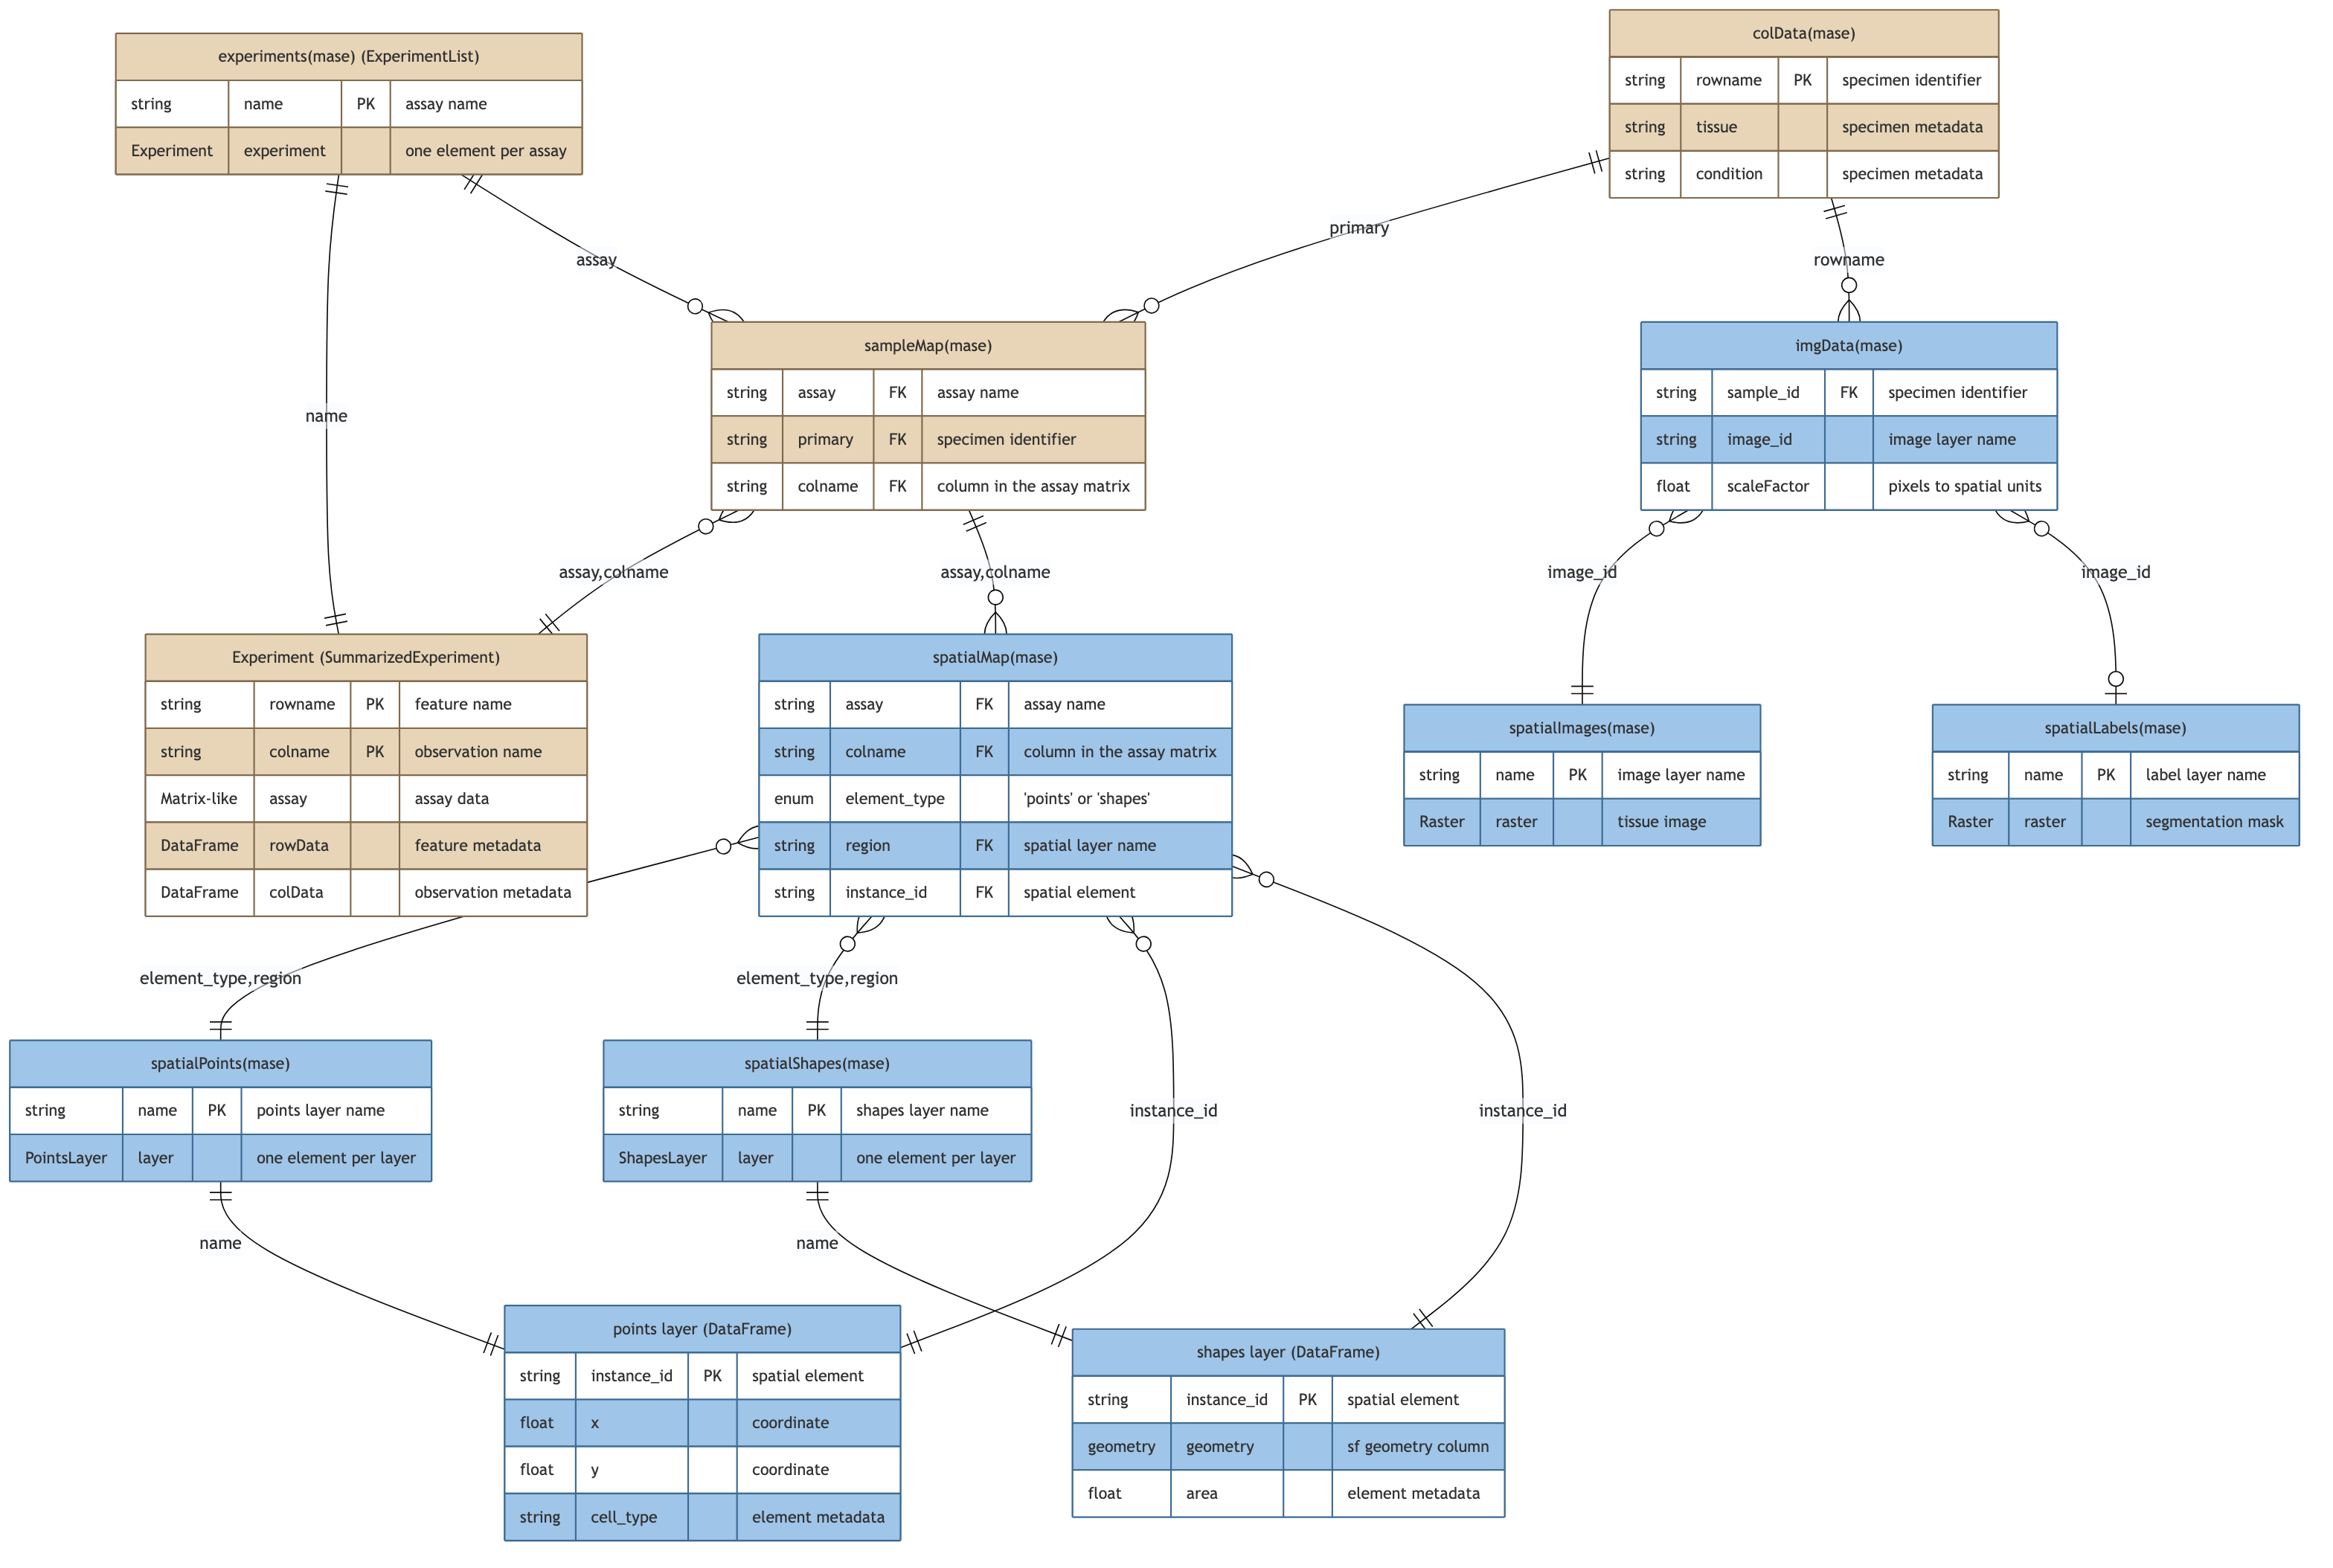 experiments(mase) (ExperimentList)
string name PK assay name
Experiment experiment one element per assay
colData(mase)
string rowname PK specimen identifier
string tissue specimen metadata
string condition specimen metadata
primary
rowname
assay
name
sampleMap(mase)
string assay FK assay name
string primary FK specimen identifier
string colname FK column in the assay matrix
imgData(mase)
string sample_id FK specimen identifier
string image_id image layer name
float scaleFactor pixels to spatial units
assay,colname
assay,colname
image_id
image_id
Experiment (SummarizedExperiment)
string rowname PK feature name
string colname PK observation name
Matrix-like assay assay data
DataFrame rowData feature metadata
DataFrame colData observation metadata
spatialMap(mase)
string assay FK assay name
string colname FK column in the assay matrix
enum element_type 'points' or 'shapes'
string region FK spatial layer name
string instance_id FK spatial element
spatialImages(mase)
string name PK image layer name
Raster raster tissue image
spatialLabels(mase)
string name PK label layer name
Raster raster segmentation mask
element_type,region
element_type,region
spatialPoints(mase)
string name PK points layer name
PointsLayer layer one element per layer
spatialShapes(mase)
string name PK shapes layer name
ShapesLayer layer one element per layer
instance_id
instance_id
name
name
points layer (DataFrame)
string instance_id PK spatial element
float x coordinate
float y coordinate
string cell_type element metadata
shapes layer (DataFrame)
string instance_id PK spatial element
geometry geometry sf geometry column
float area element metadata